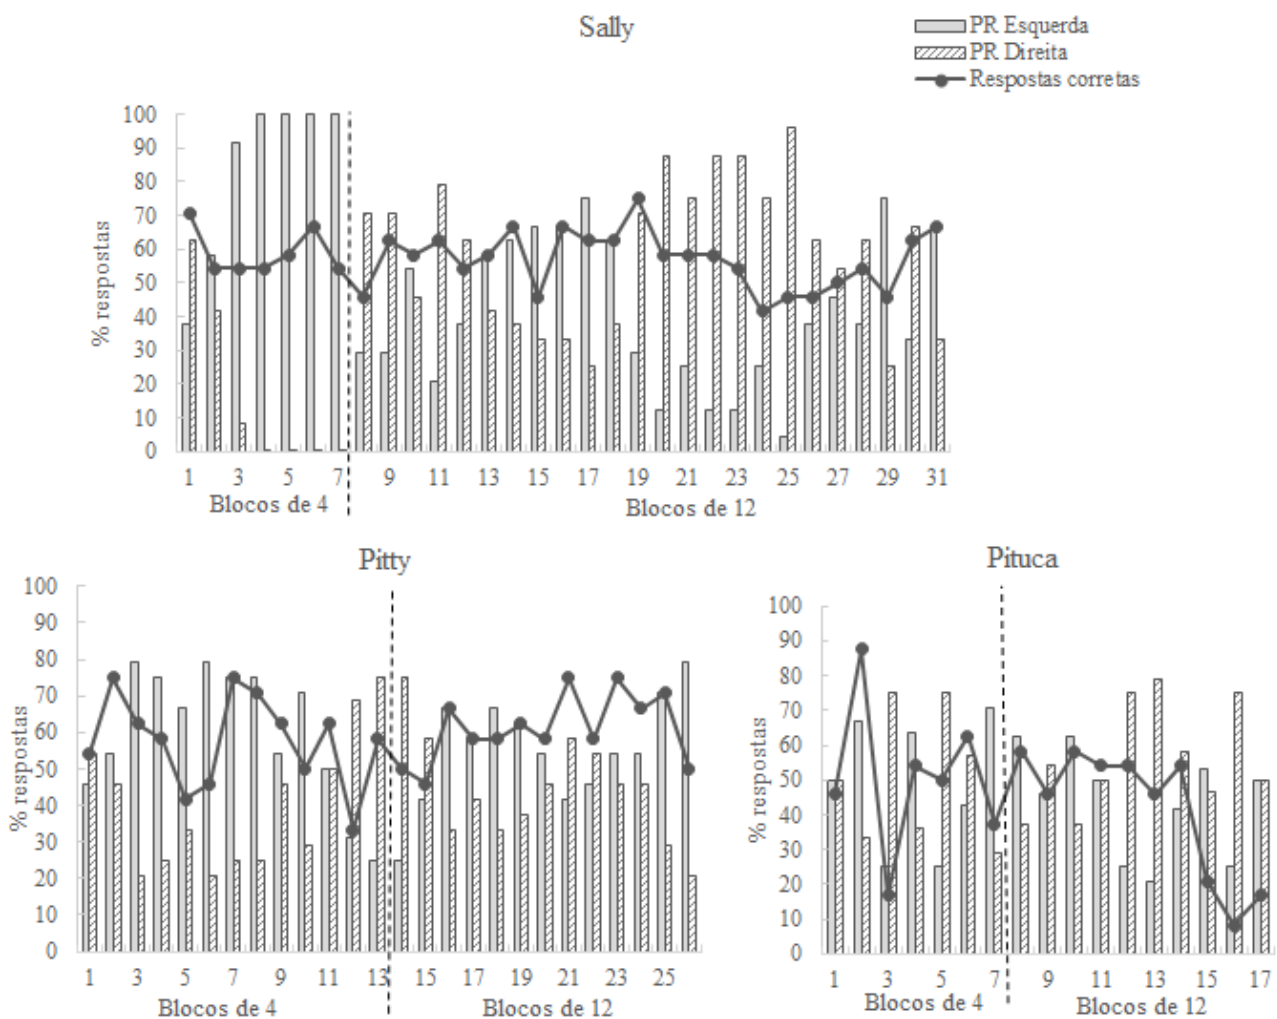 Sally
PR Esquerda
PR Direita
Respostas corretas
% respostas
100
90
80
70
60
50
40
30
20
10
0
1 3 5 7 9 11 13 15 17 19 21 23 25 27 29 31
Blocos de 4 Blocos de 12
Pitty
% respostas
100
90
80
70
60
50
40
30
20
10
0
1 3 5 7 9 11 13 15 17 19 21 23 25
Blocos de 4 Blocos de 12
Pituca
% respostas
100
90
80
70
60
50
40
30
20
10
0
1 3 5 7 9 11 13 15 17
Blocos de 4 Blocos de 12